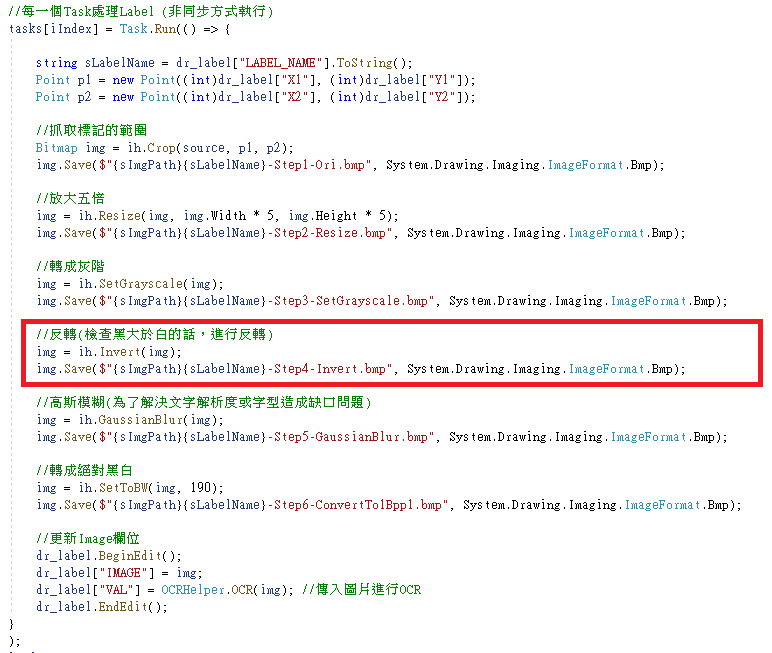 //每一個Task處理Label (非同步方式執行)
tasks[iIndex] = Task.Run(() => {
string sLabelName = dr_label["LABEL_NAME"].ToString();
Point p1 = new Point((int)dr_label["X1"], (int)dr_label["Y1"]);
Point p2 = new Point((int)dr_label["X2"], (int)dr_label["Y2"]);
//抓取標記的範圍
Bitmap img = ih.Crop(source, p1, p2);
img.Save($"{sImgPath}{sLabelName}-Step1-Ori.bmp", System.Drawing.Imaging.ImageFormat.Bmp);
//放大五倍
img = ih.Resize(img, img.Width * 5, img.Height * 5);
img.Save($"{sImgPath}{sLabelName}-Step2-Resize.bmp", System.Drawing.Imaging.ImageFormat.Bmp);
//轉成灰階
img = ih.SetGrayscale(img);
img.Save($"{sImgPath}{sLabelName}-Step3-SetGrayscale.bmp", System.Drawing.Imaging.ImageFormat.Bmp);
//反轉(檢查黑大於白的話，進行反轉)
img = ih.Invert(img);
img.Save($"{sImgPath}{sLabelName}-Step4-Invert.bmp", System.Drawing.Imaging.ImageFormat.Bmp);
//高斯模糊(為了解決文字解析度或字型造成缺口問題)
img = ih.GaussianBlur(img);
img.Save($"{sImgPath}{sLabelName}-Step5-GaussianBlur.bmp", System.Drawing.Imaging.ImageFormat.Bmp);
//轉成絕對黑白
img = ih.SetToBW(img, 190);
img.Save($"{sImgPath}{sLabelName}-Step6-ConvertTo1Bpp1.bmp", System.Drawing.Imaging.ImageFormat.Bmp);
//更新Image欄位
dr_label.BeginEdit();
dr_label["IMAGE"] = img;
dr_label["VAL"] = OCRHelper.OCR(img); //傳入圖片進行OCR
dr_label.EndEdit();
}
);